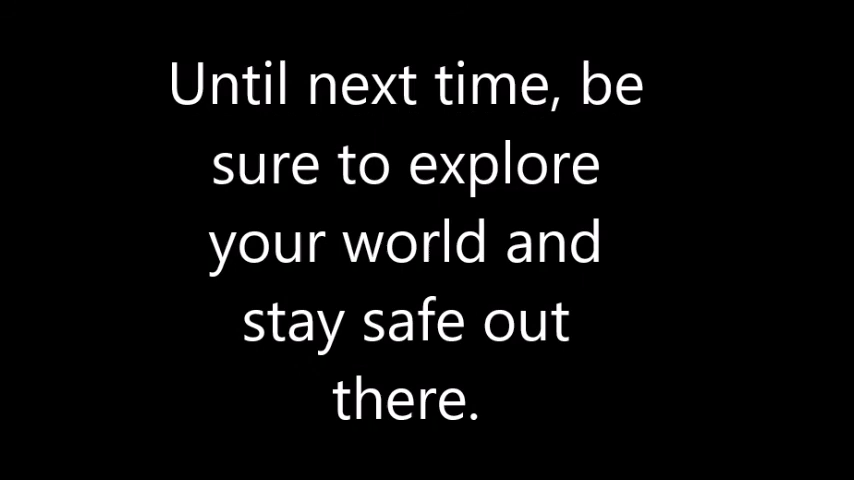 Until next time, be
sure to explore
your world and
stay safe out
there.